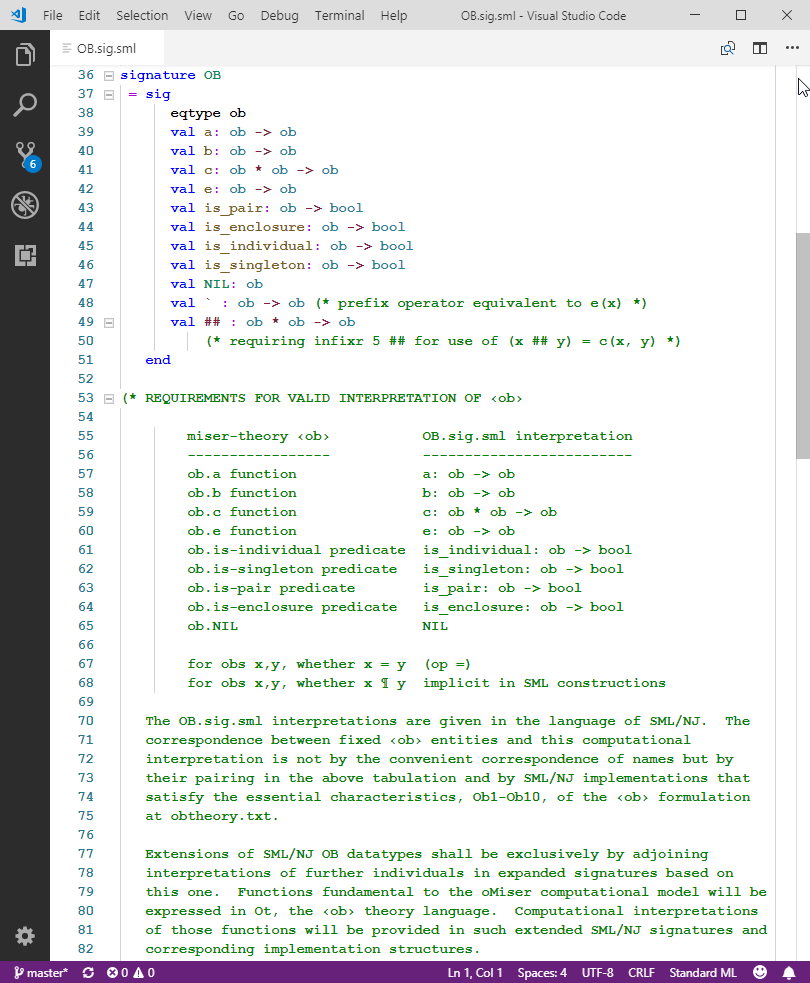 File Edit Selection View Go Debug Terminal Help OB.sig.sml - Visual Studio Code
OB.sig.sml
36 signature OB
37 = sig
38 eqtype ob
39 val a: ob -> ob
40 val b: ob -> ob
41 val c: ob * ob -> ob
42 val e: ob -> ob
43 val is_pair: ob -> bool
44 val is_enclosure: ob -> bool
45 val is_individual: ob -> bool
46 val is_singleton: ob -> bool
47 val NIL: ob
48 val ` : ob -> ob (* prefix operator equivalent to e(x) *)
49 val ## : ob * ob -> ob
50 (* requiring infixr 5 ## for use of (x ## y) = c(x, y) *)
51 end
52
53 (* REQUIREMENTS FOR VALID INTERPRETATION OF ‹ob›
54
55 miser-theory ‹ob› OB.sig.sml interpretation
56 ----------------- -------------------------
57 ob.a function a: ob -> ob
58 ob.b function b: ob -> ob
59 ob.c function c: ob * ob -> ob
60 ob.e function e: ob -> ob
61 ob.is-individual predicate is_individual: ob -> bool
62 ob.is-singleton predicate is_singleton: ob -> bool
63 ob.is-pair predicate is_pair: ob -> bool
64 ob.is-enclosure predicate is_enclosure: ob -> bool
65 ob.NIL NIL
66
67 for obs x,y, whether x = y (op =)
68 for obs x,y, whether x ¶ y implicit in SML constructions
69
70 The OB.sig.sml interpretations are given in the language of SML/NJ. The
71 correspondence between fixed ‹ob› entities and this computational
72 interpretation is not by the convenient correspondence of names but by
73 their pairing in the above tabulation and by SML/NJ implementations that
74 satisfy the essential characteristics, Ob1-Ob10, of the ‹ob› formulation
75 at obtheory.txt.
76
77 Extensions of SML/NJ OB datatypes shall be exclusively by adjoining
78 interpretations of further individuals in expanded signatures based on
79 this one. Functions fundamental to the oMiser computational model will be
80 expressed in Ot, the ‹ob› theory language. Computational interpretations
81 of those functions will be provided in such extended SML/NJ signatures and
82 corresponding implementation structures.
6
master* 0 0 Ln 1, Col 1 Spaces: 4 UTF-8 CRLF Standard ML